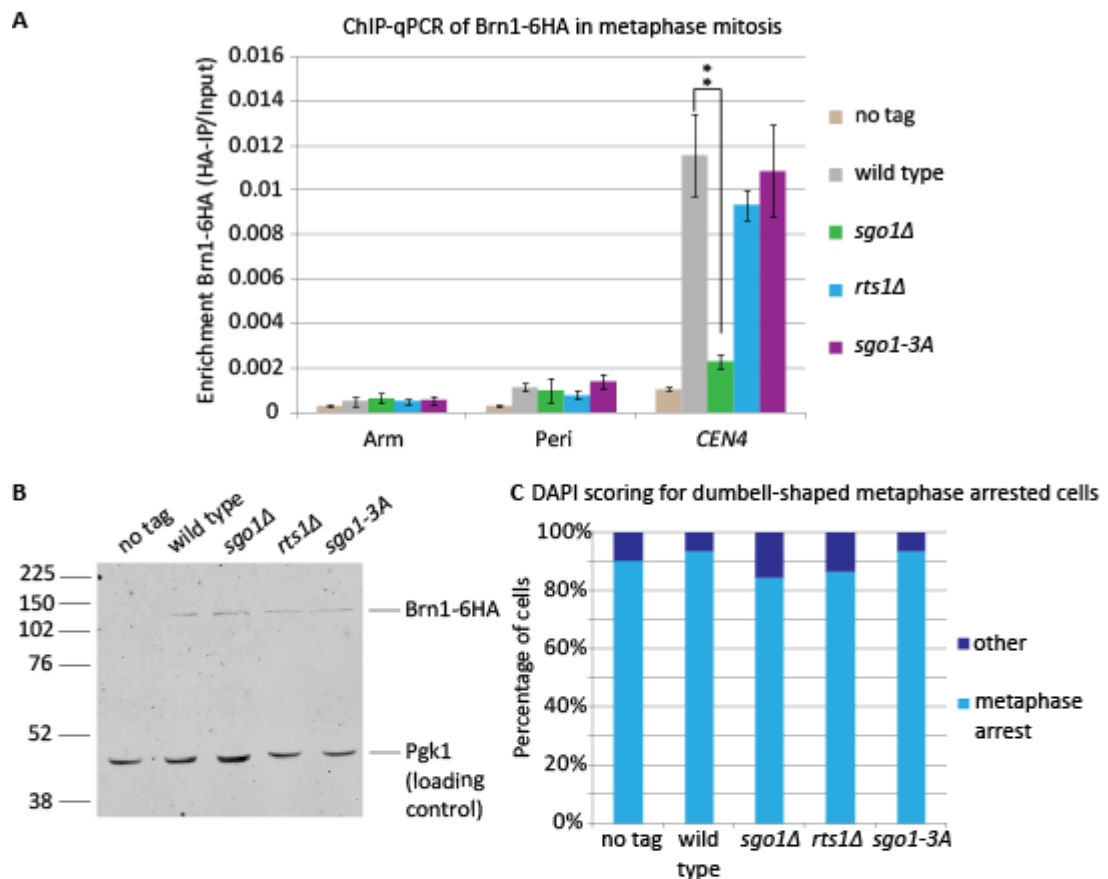 A
ChIP-qPCR of Brn1-6HA in metaphase mitosis
Enrichment Brn1-6HA (HA-IP/Input)
0.016
0.014
0.012
0.01
0.008
0.006
0.004
0.002
0
**
Arm
Peri
CEN4
no tag
wild type
sgo1Δ
rts1Δ
sgo1-3A
B
no tag
wild type
sgo1Δ
rts1Δ
sgo1-3A
225
150
102
76
52
38
Brn1-6HA
Pgk1
(loading
control)
C DAPI scoring for dumbell-shaped metaphase arrested cells
Percentage of cells
100%
80%
60%
40%
20%
0%
no tag
wild
type
sgo1Δ
rts1Δ
sgo1-3A
other
metaphase
arrest